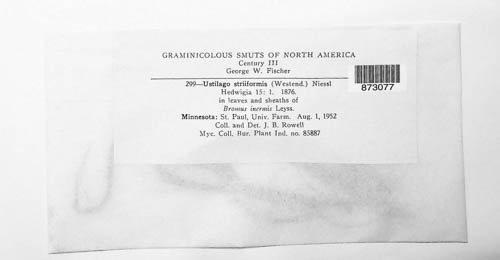 GRAMINICOLOUS SMUTS OF NORTH AMERICA
Century III
George W. Fischer
873077
299—Ustilago striiformis (Westend.) Niessl
Hedwigia 15: 1. 1876.
in leaves and sheaths of
Bromus inermis Leyss.
Minnesota: St. Paul, Univ. Farm. Aug. 1, 1952
Coll. and Det. J. B. Rowell
Myc. Coll. Bur. Plant Ind. no. 85887